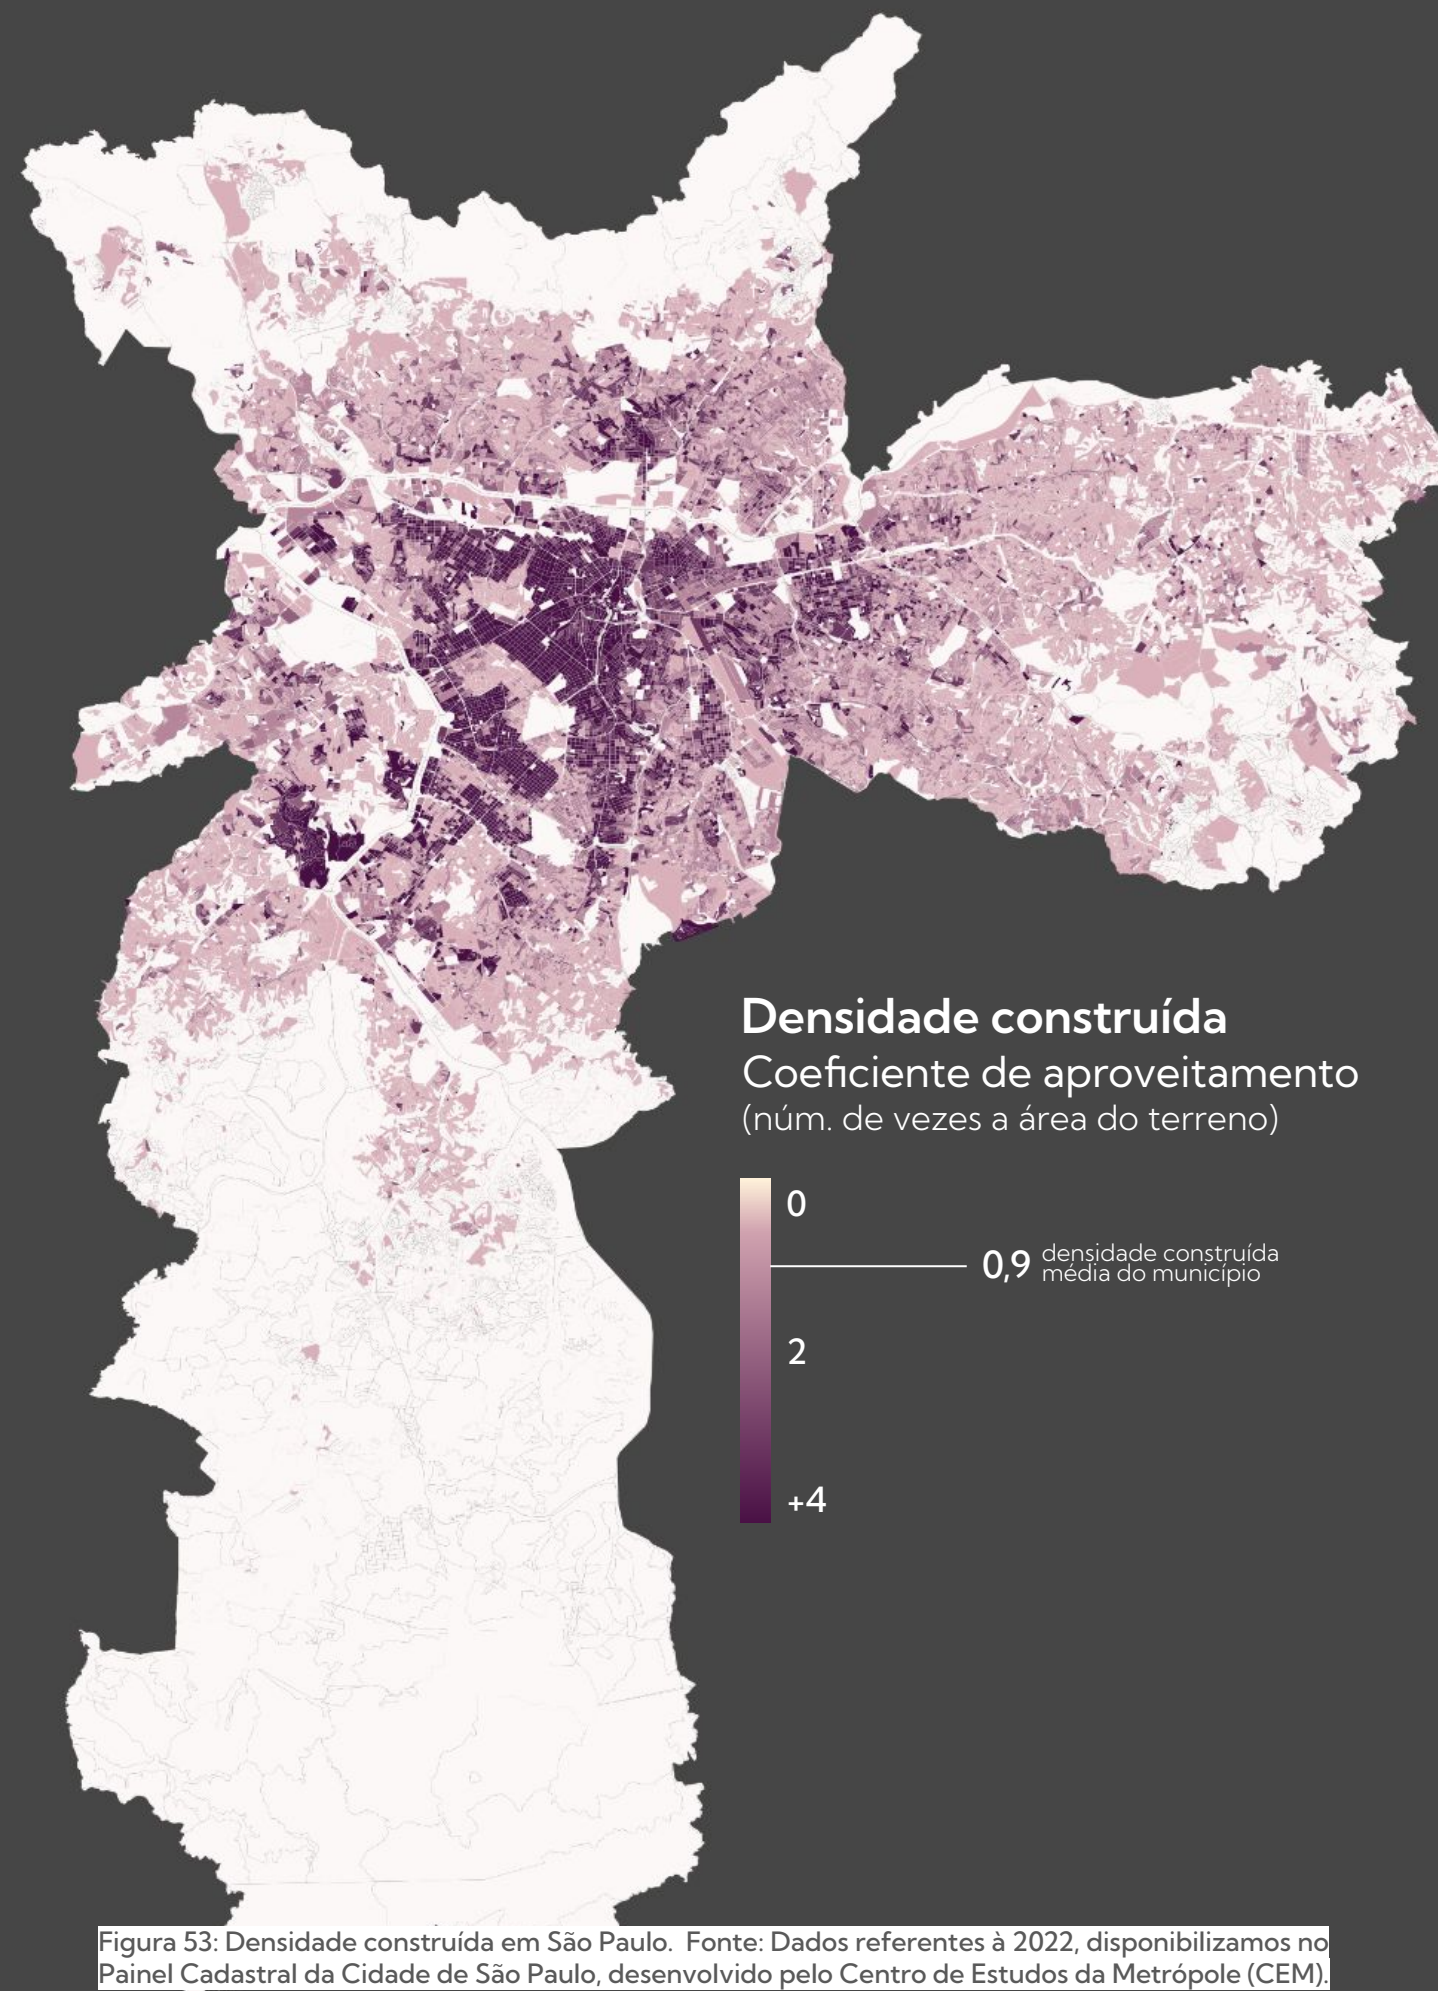 Densidade construída
Coeficiente de aproveitamento
(núm. de vezes a área do terreno)
0
0,9 densidade construída
média do município
2
+4
Figura 53: Densidade construída em São Paulo. Fonte: Dados referentes à 2022, disponibilizamos no
Painel Cadastral da Cidade de São Paulo, desenvolvido pelo Centro de Estudos da Metrópole (CEM).